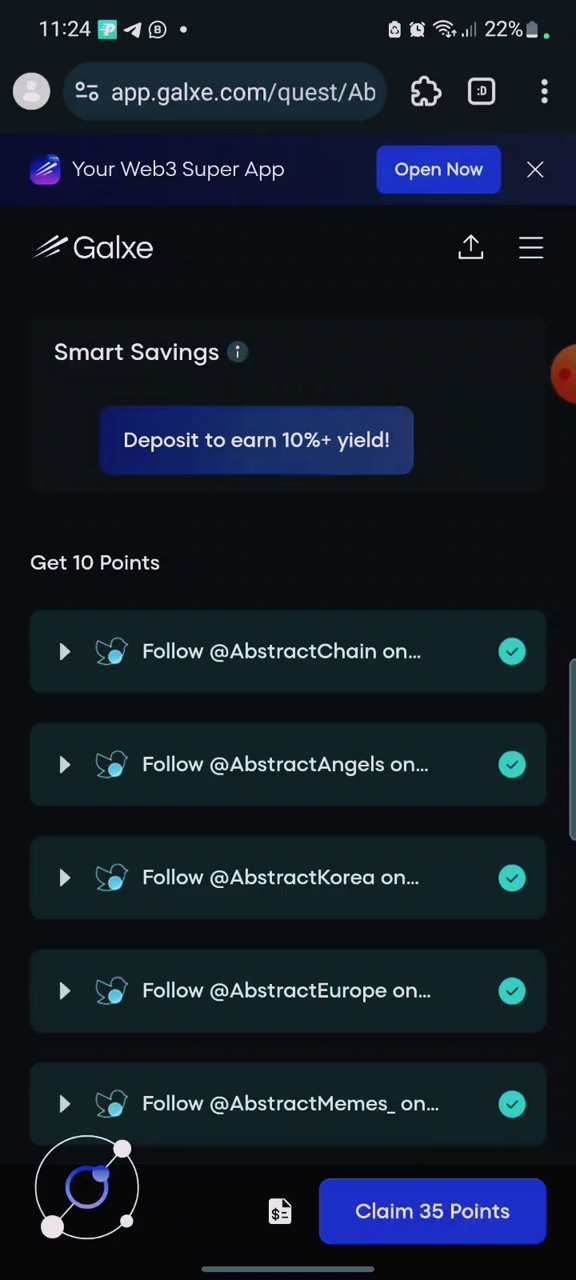 11:24
22%
app.galxe.com/quest/Ab
:D
Your Web3 Super App
Open Now
Galxe
Smart Savings
Deposit to earn 10%+ yield!
Get 10 Points
Follow @AbstractChain on...
Follow @AbstractAngels on...
Follow @AbstractKorea on...
Follow @AbstractEurope on...
Follow @AbstractMemes_ on...
Claim 35 Points